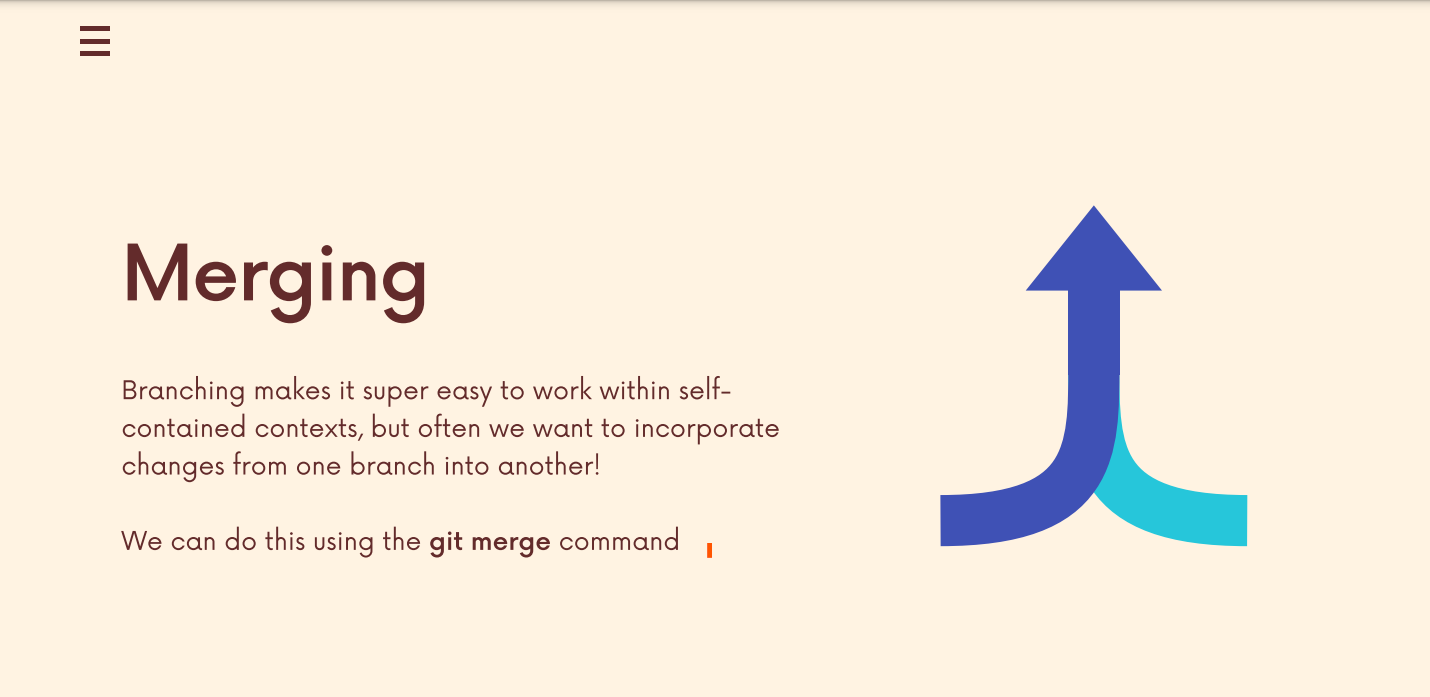 Merging
Branching makes it super easy to work within self-
contained contexts, but often we want to incorporate
changes from one branch into another!
We can do this using the git merge command